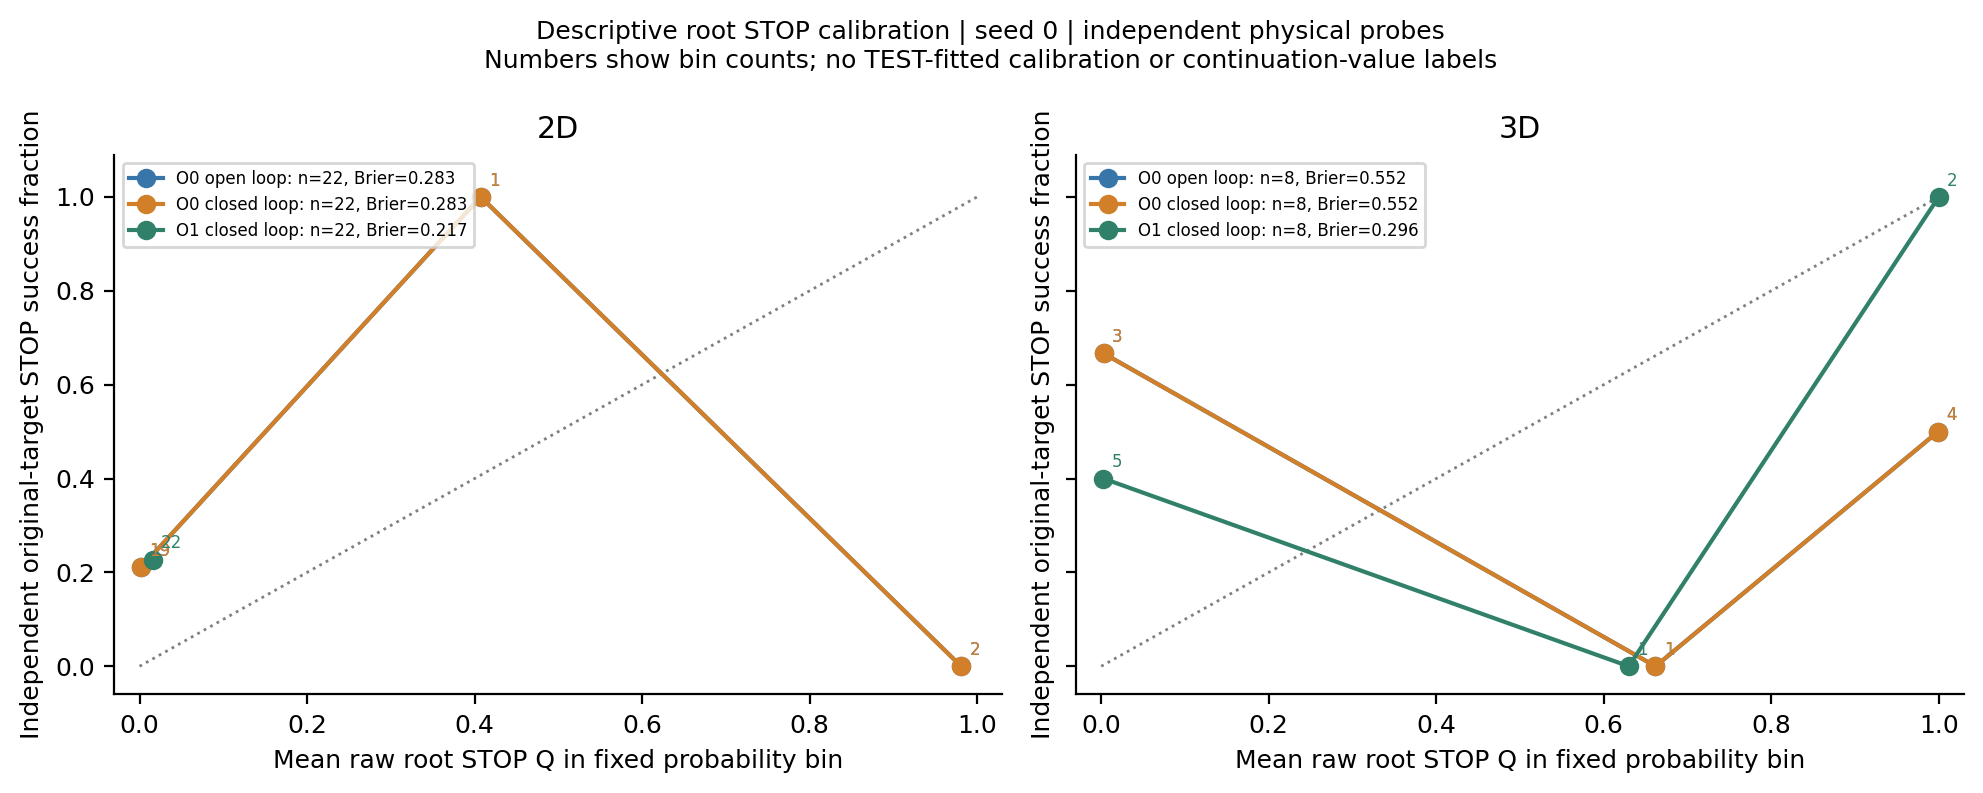 Descriptive root STOP calibration | seed 0 | independent physical probes
Numbers show bin counts; no TEST-fitted calibration or continuation-value labels
2D
Independent original-target STOP success fraction
O0 open loop: n=22, Brier=0.283
O0 closed loop: n=22, Brier=0.283
O1 closed loop: n=22, Brier=0.217
1.0
0.8
0.6
0.4
0.2
0.0
1
19
22
2
0.0 0.2 0.4 0.6 0.8 1.0
Mean raw root STOP Q in fixed probability bin
3D
Independent original-target STOP success fraction
O0 open loop: n=8, Brier=0.552
O0 closed loop: n=8, Brier=0.552
O1 closed loop: n=8, Brier=0.296
2
3
4
5
1
1
0.0 0.2 0.4 0.6 0.8 1.0
Mean raw root STOP Q in fixed probability bin